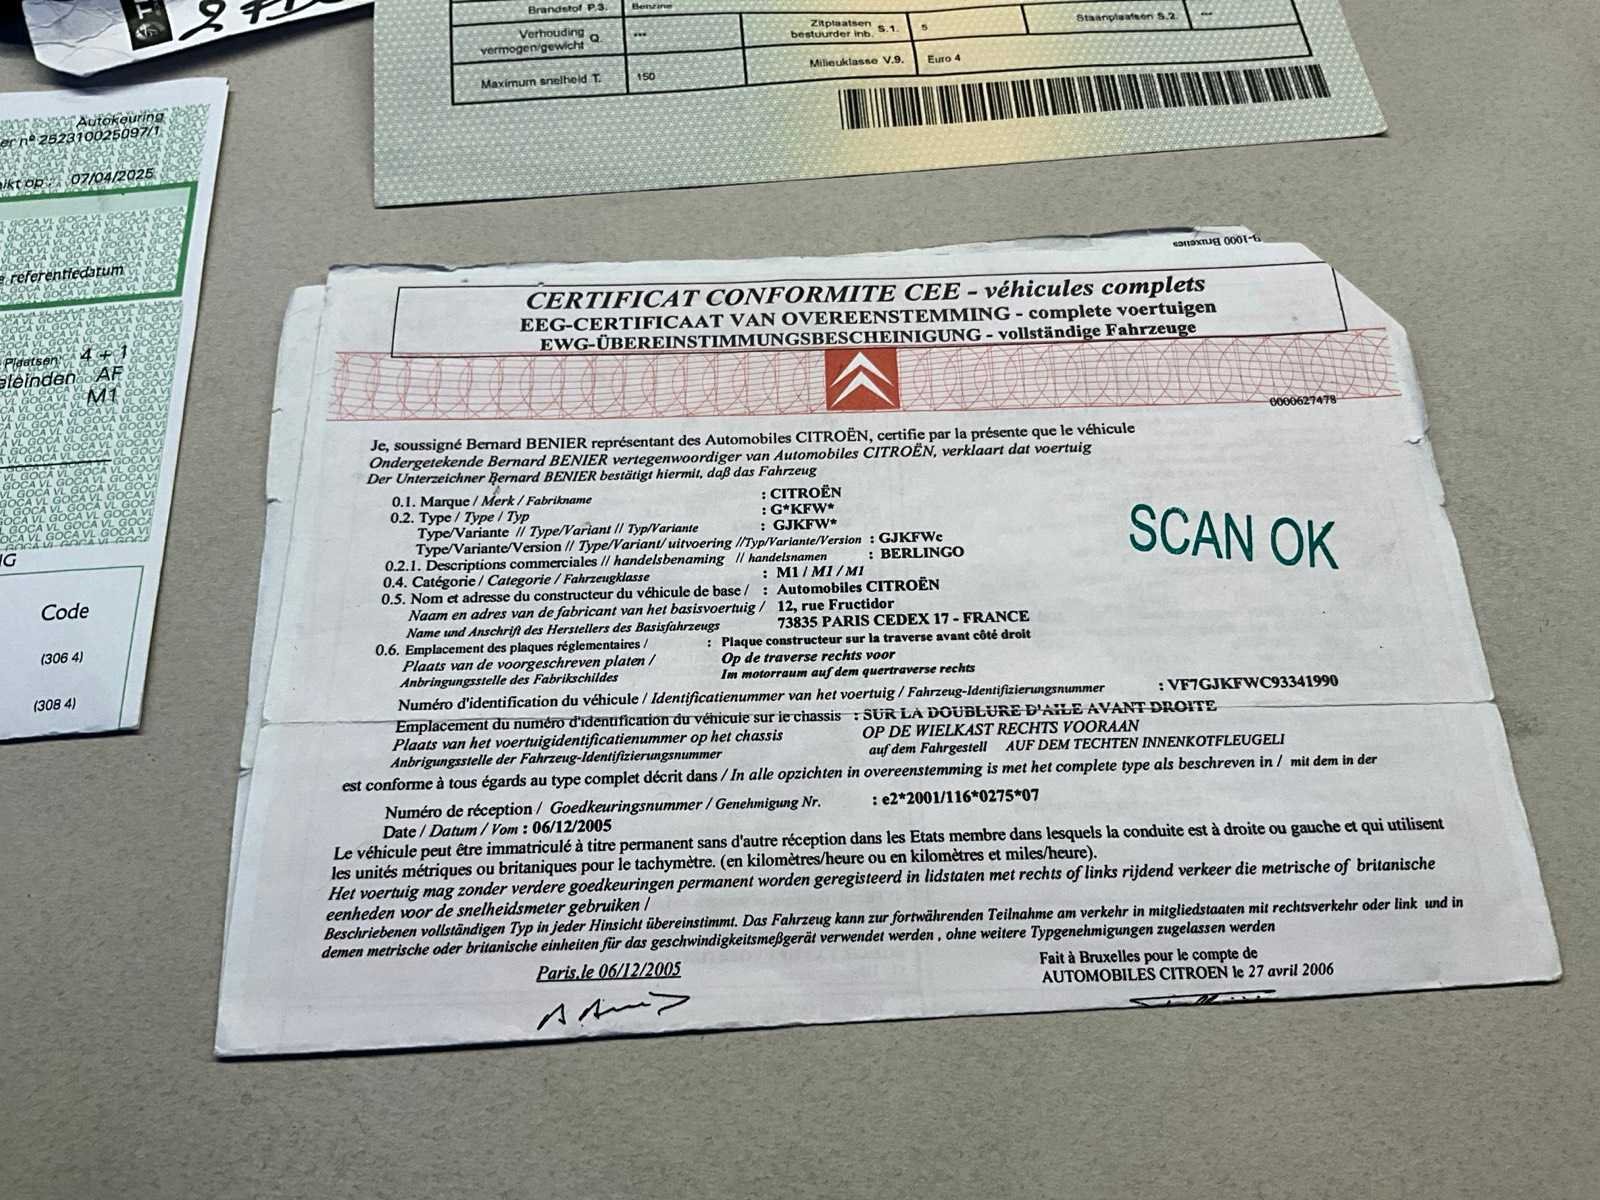 Brandstof P.3. Benzine
Verhouding vermogen/gewicht Q. *** Zitplaatsen bestuurder inb. S.1. 5 Staanplaatsen S.2. ***
Maximum snelheid T. 150 Milieuklasse V.9. Euro 4
Autokeuring
er n° 252310025097/1
ikt op : 07/04/2025
referentiedatum
Plaatsen: 4 + 1
leleinden AF
M1
Code
(306 4)
(308 4)
B-1000 Bruxelles
CERTIFICAT CONFORMITE CEE - véhicules complets
EEG-CERTIFICAAT VAN OVEREENSTEMMING - complete voertuigen
EWG-ÜBEREINSTIMMUNGSBESCHEINIGUNG - vollständige Fahrzeuge
0000627478
Je, soussigné Bernard BENIER représentant des Automobiles CITROËN, certifie par la présente que le véhicule
Ondergetekende Bernard BENIER vertegenwoordiger van Automobiles CITROËN, verklaart dat voertuig
Der Unterzeichner Bernard BENIER bestätigt hiermit, daß das Fahrzeug
0.1. Marque / Merk / Fabrikname : CITROËN
0.2. Type / Type / Typ : G*KFW*
Type/Variante // Type/Variant // Typ/Variante : GJKFW*
Type/Variante/Version // Type/Variant/ uitvoering //Typ/Variante/Version : GJKFWc
0.2.1. Descriptions commerciales // handelsbenaming // handelsnamen : BERLINGO
0.4. Catégorie / Categorie / Fahrzeugklasse : M1 / M1 / M1
0.5. Nom et adresse du constructeur du véhicule de base / : Automobiles CITROËN
Naam en adres van de fabricant van het basisvoertuig / 12, rue Fructidor
Name und Anschrift des Herstellers des Basisfahrzeugs 73835 PARIS CEDEX 17 - FRANCE
0.6. Emplacement des plaques réglementaires / : Plaque constructeur sur la traverse avant côté droit
Plaats van de voorgeschreven platen / Op de traverse rechts voor
Anbringungsstelle des Fabrikschildes Im motorraum auf dem quertraverse rechts
Numéro d'identification du véhicule / Identificatienummer van het voertuig / Fahrzeug-Identifizierungsnummer : VF7GJKFWC93341990
Emplacement du numéro d'identification du véhicule sur le chassis : SUR LA DOUBLURE D'AILE AVANT DROITE
Plaats van het voertuigidentificatienummer op het chassis OP DE WIELKAST RECHTS VOORAAN
Anbrigungsstelle der Fahrzeug-Identifizierungsnummer auf dem Fahrgestell AUF DEM TECHTEN INNENKOTFLEUGELI
est conforme à tous égards au type complet décrit dans / In alle opzichten in overeenstemming is met het complete type als beschreven in / mit dem in der
Numéro de réception / Goedkeuringsnummer / Genehmigung Nr. : e2*2001/116*0275*07
Date / Datum / Vom : 06/12/2005
Le véhicule peut être immatriculé à titre permanent sans d'autre réception dans les Etats membre dans lesquels la conduite est à droite ou gauche et qui utilisent
les unités métriques ou britaniques pour le tachymètre. (en kilomètres/heure ou en kilomètres et miles/heure).
Het voertuig mag zonder verdere goedkeuringen permanent worden geregisteerd in lidstaten met rechts of links rijdend verkeer die metrische of britanische
eenheden voor de snelheidsmeter gebruiken /
Beschriebenen vollständigen Typ in jeder Hinsicht übereinstimmt. Das Fahrzeug kann zur fortwährenden Teilnahme am verkehr in mitgliedstaaten mit rechtsverkehr oder link und in
demen metrische oder britanische einheiten für das geschwindigkeitsmeßgerät verwendet werden , ohne weitere Typgenehmigungen zugelassen werden
Paris,le 06/12/2005
Fait à Bruxelles pour le compte de
AUTOMOBILES CITROEN le 27 avril 2006
SCAN OK